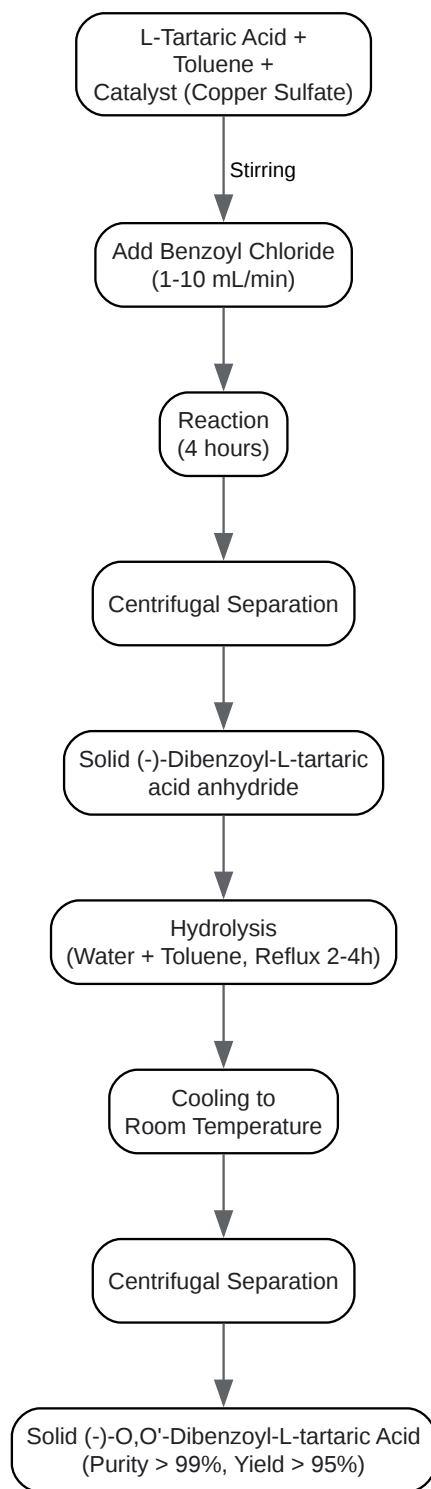 L-Tartaric Acid +
Toluene +
Catalyst (Copper Sulfate)
Stirring
Add Benzoyl Chloride
(1-10 mL/min)
Reaction
(4 hours)
Centrifugal Separation
Solid (-)-Dibenzoyl-L-tartaric
acid anhydride
Hydrolysis
(Water + Toluene, Reflux 2-4h)
Cooling to
Room Temperature
Centrifugal Separation
Solid (-)-O,O'-Dibenzoyl-L-tartaric Acid
(Purity > 99%, Yield > 95%)